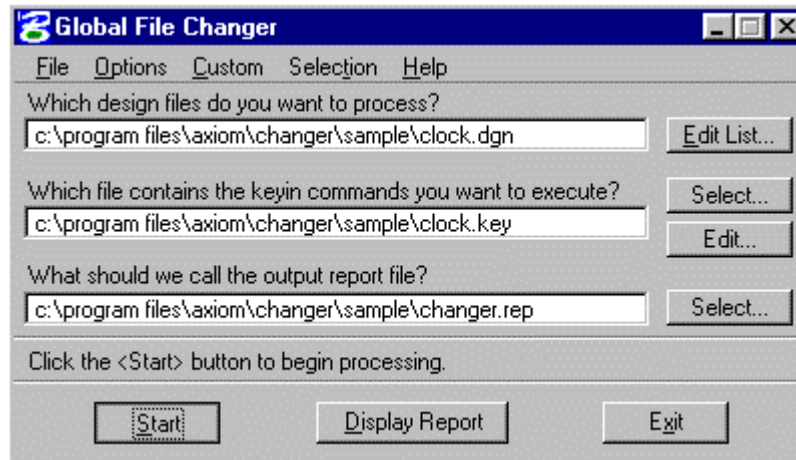 Global File Changer
File Options Custom Selection Help
Which design files do you want to process?
c:\program files\axiom\changer\sample\clock.dgn
Edit List...
Which file contains the keyin commands you want to execute?
Select...
c:\program files\axiom\changer\sample\clock.key
Edit...
What should we call the output report file?
c:\program files\axiom\changer\sample\changer.rep
Select...
Click the <Start> button to begin processing.
Start Display Report Exit